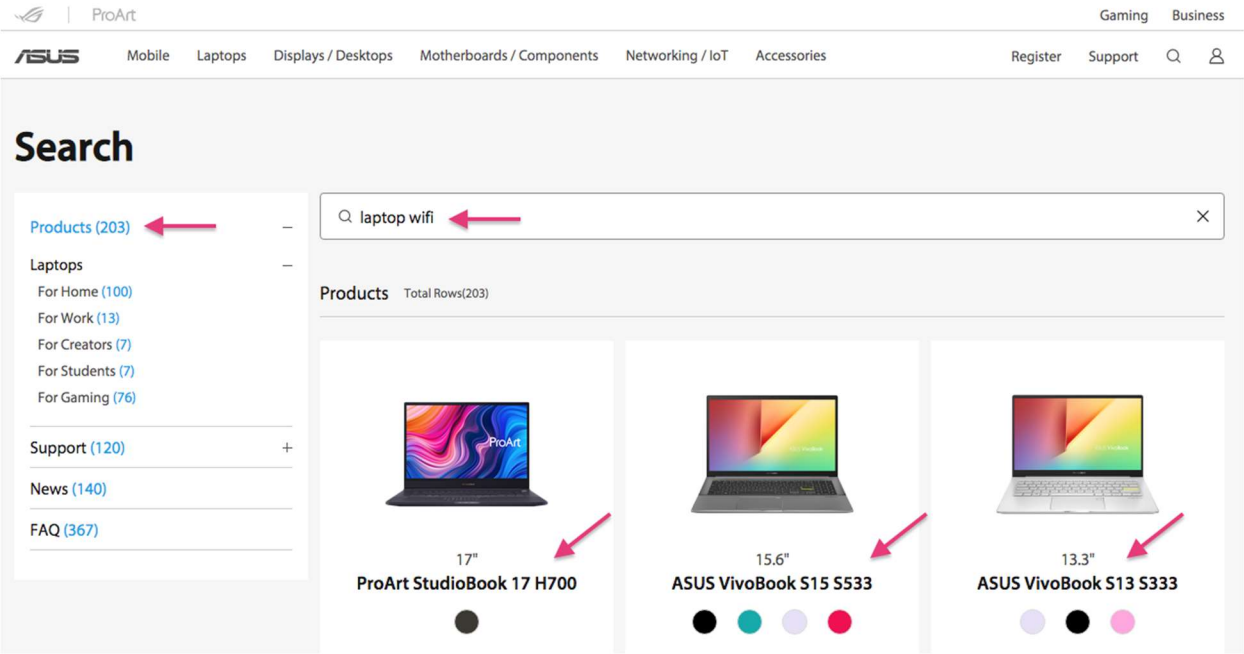 ProArt
Gaming Business
ASUS Mobile Laptops Displays / Desktops Motherboards / Components Networking / IoT Accessories Register Support
Search
Products (203)
laptop wifi
Laptops
For Home (100)
For Work (13)
For Creators (7)
For Students (7)
For Gaming (76)
Support (120)
News (140)
FAQ (367)
Products Total Rows(203)
ProArt
17"
ProArt StudioBook 17 H700
15.6"
ASUS VivoBook S15 S533
13.3"
ASUS VivoBook S13 S333